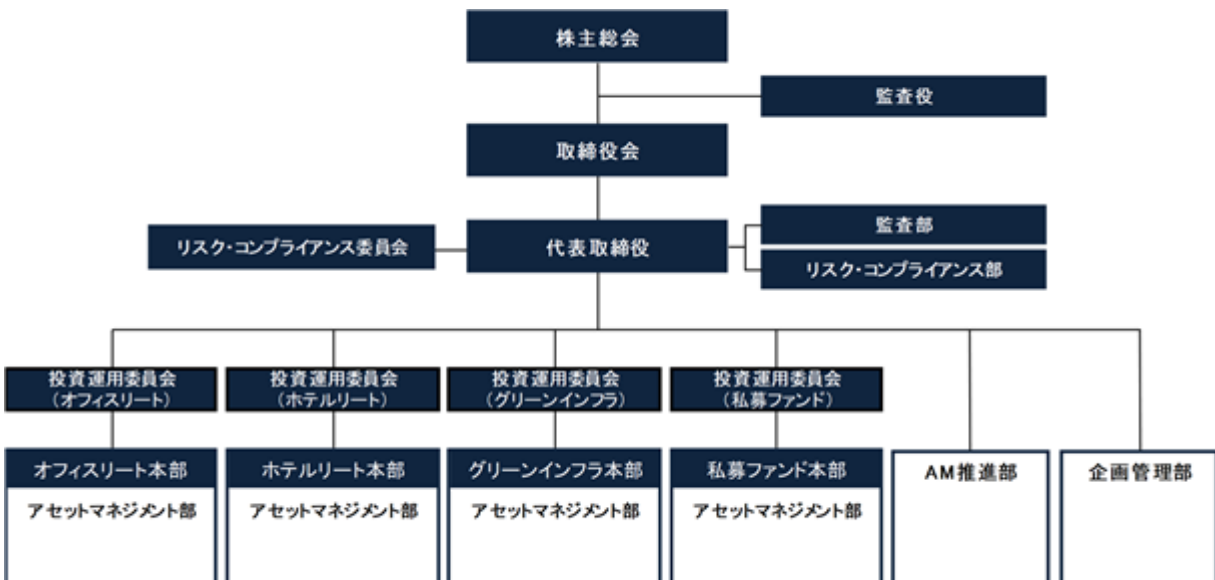 株主総会
監査役
取締役会
監査部
リスク・コンプライアンス委員会
代表取締役
リスク・コンプライアンス部
投資運用委員会
（オフィスリート）
投資運用委員会
（ホテルリート）
投資運用委員会
（グリーンインフラ）
投資運用委員会
（私募ファンド）
オフィスリート本部
アセットマネジメント部
ホテルリート本部
アセットマネジメント部
グリーンインフラ本部
アセットマネジメント部
私募ファンド本部
アセットマネジメント部
AM推進部
企画管理部